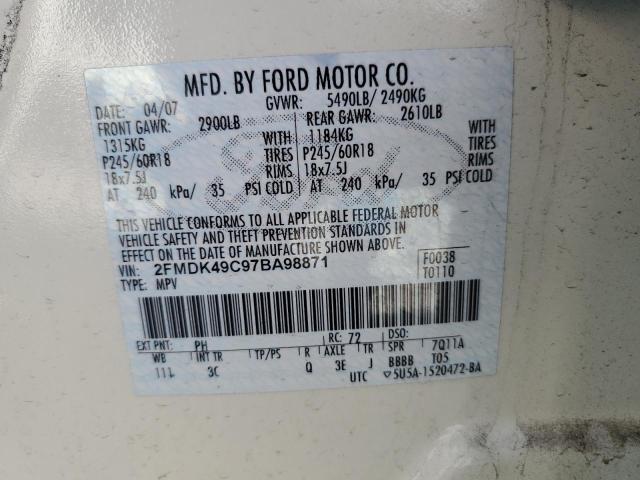 MFD. BY FORD MOTOR CO.
DATE: 04/07 GVWR: 5490LB/ 2490KG
FRONT GAWR: 2900LB REAR GAWR: 2610LB
1315KG 1184KG
P245/60R18 TIRES P245/60R18 TIRES
18x7.5J RIMS 18x7.5J RIMS
AT 240 kPa/ 35 PSI COLD AT 240 kPa/ 35 PSI COLD
THIS VEHICLE CONFORMS TO ALL APPLICABLE FEDERAL MOTOR
VEHICLE SAFETY AND THEFT PREVENTION STANDARDS IN
EFFECT ON THE DATE OF MANUFACTURE SHOWN ABOVE.
VIN: 2FMDK49C97BA98871 F0038
TYPE: MPV T0110
EXT PNT: PH RC: 72 DSO:
WB INT TR TP/PS R AXLE TR SPR 7Q11A
111 3C Q 3E J BBBB T05
UTC ▽5U5A-1520472-BA
Ford